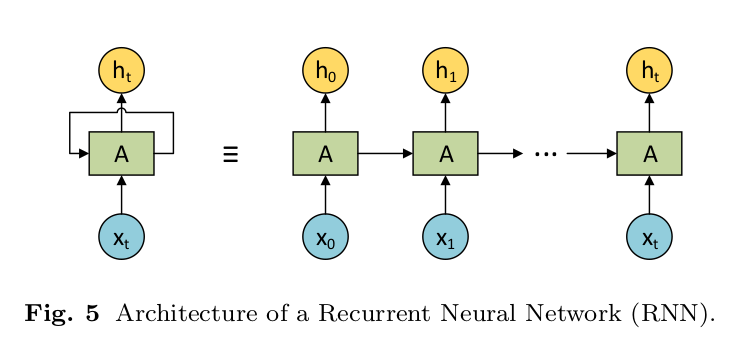 hₜ h₀ h₁ hₜ
A ≡ A A ... A
xₜ x₀ x₁ xₜ
Fig. 5 Architecture of a Recurrent Neural Network (RNN).